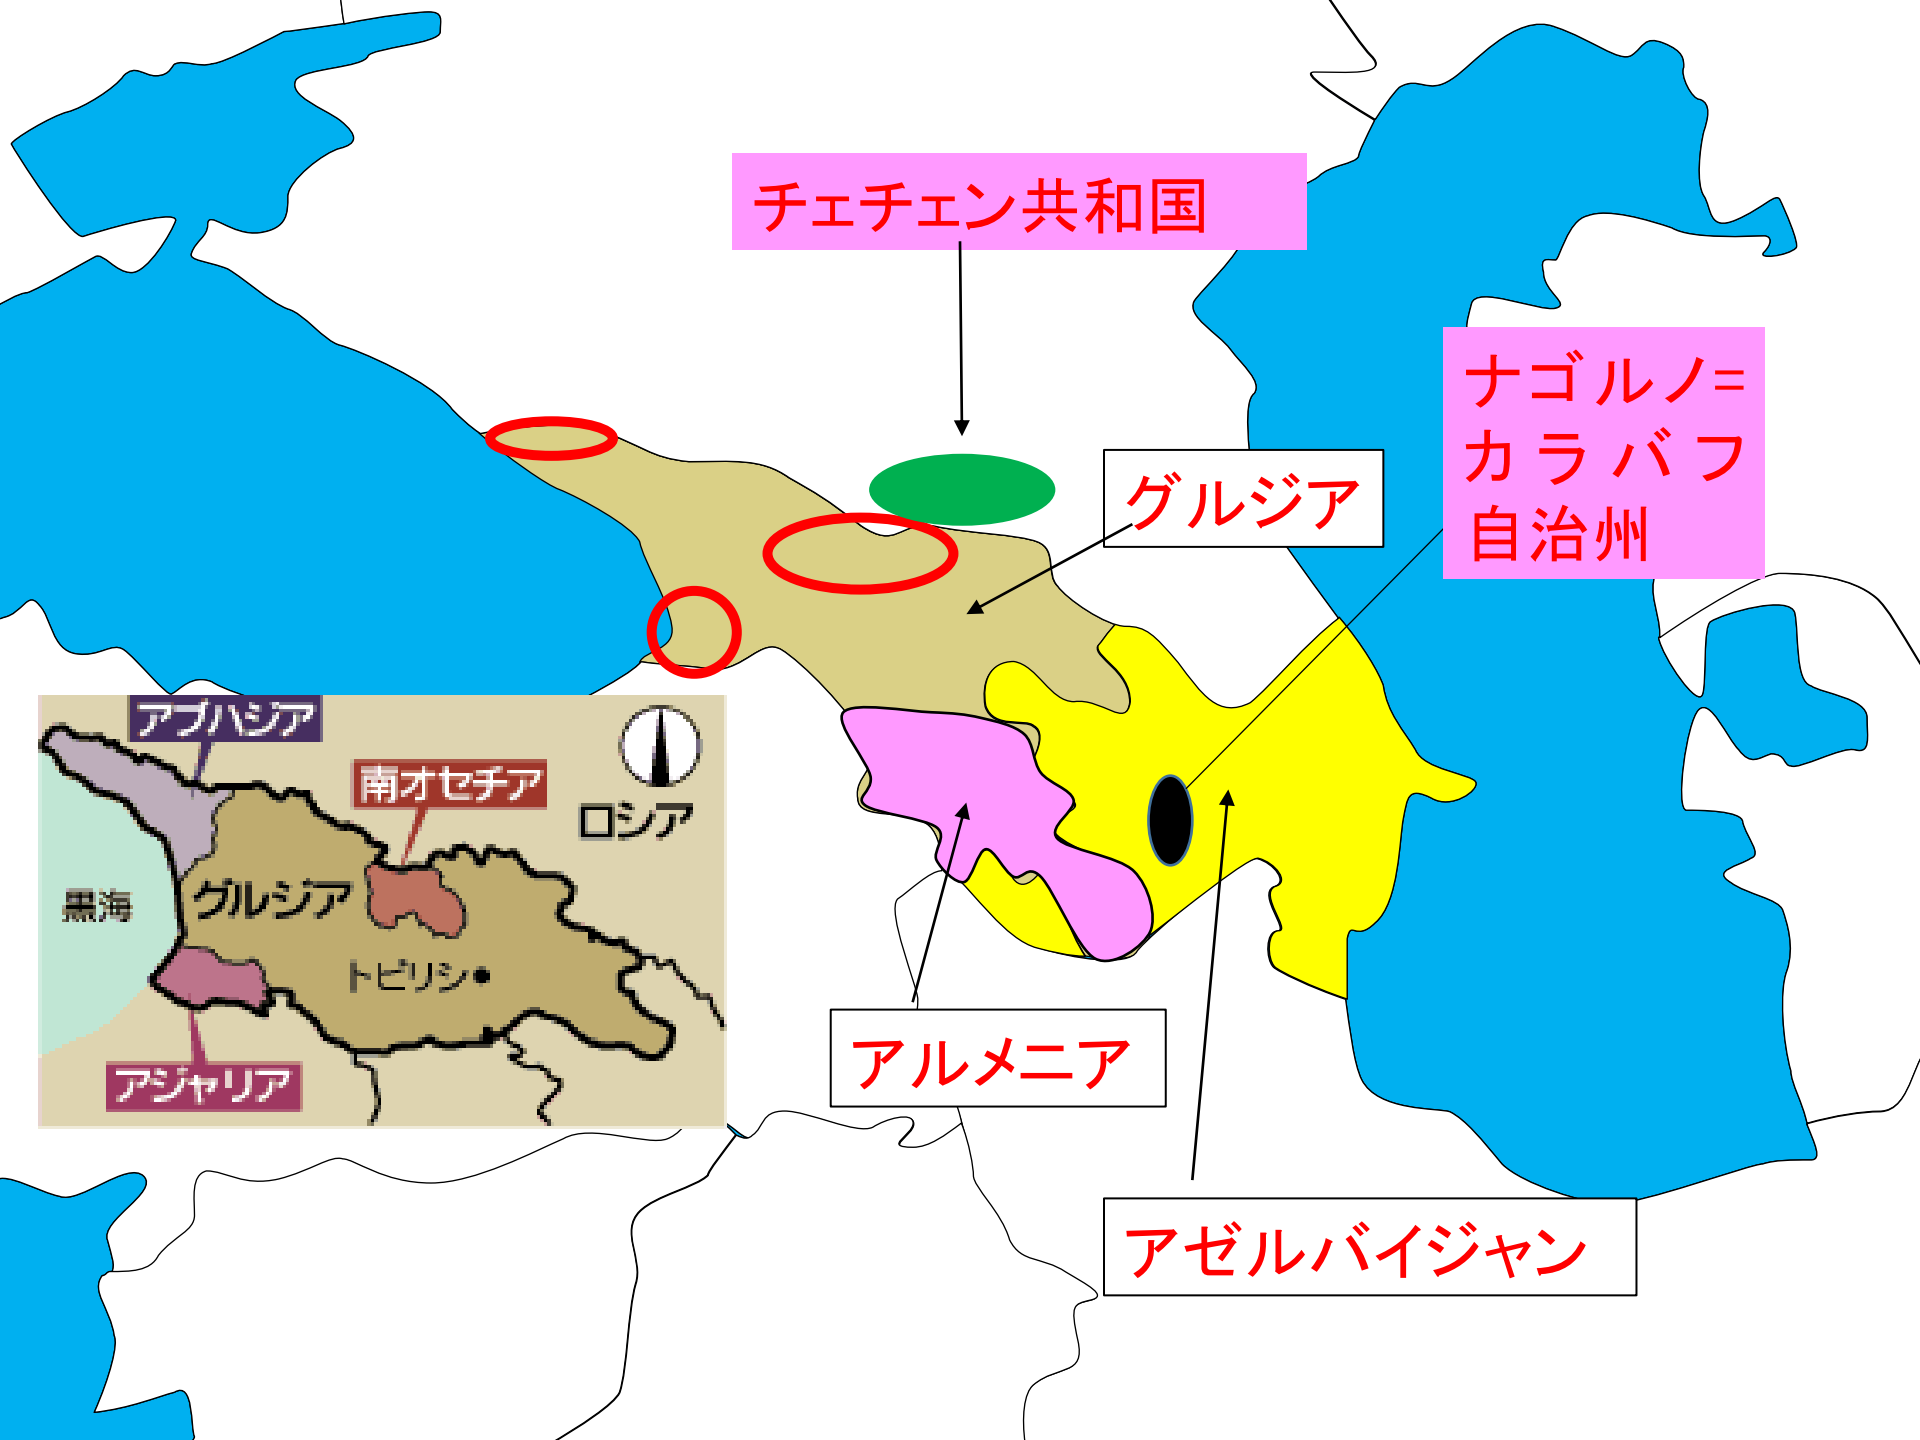 チェチェン共和国
ナゴルノ=
カラバフ
自治州
グルジア
アブハジア
南オセチア
ロシア
黒海
グルジア
トビリシ
アジャリア
アルメニア
アゼルバイジャン